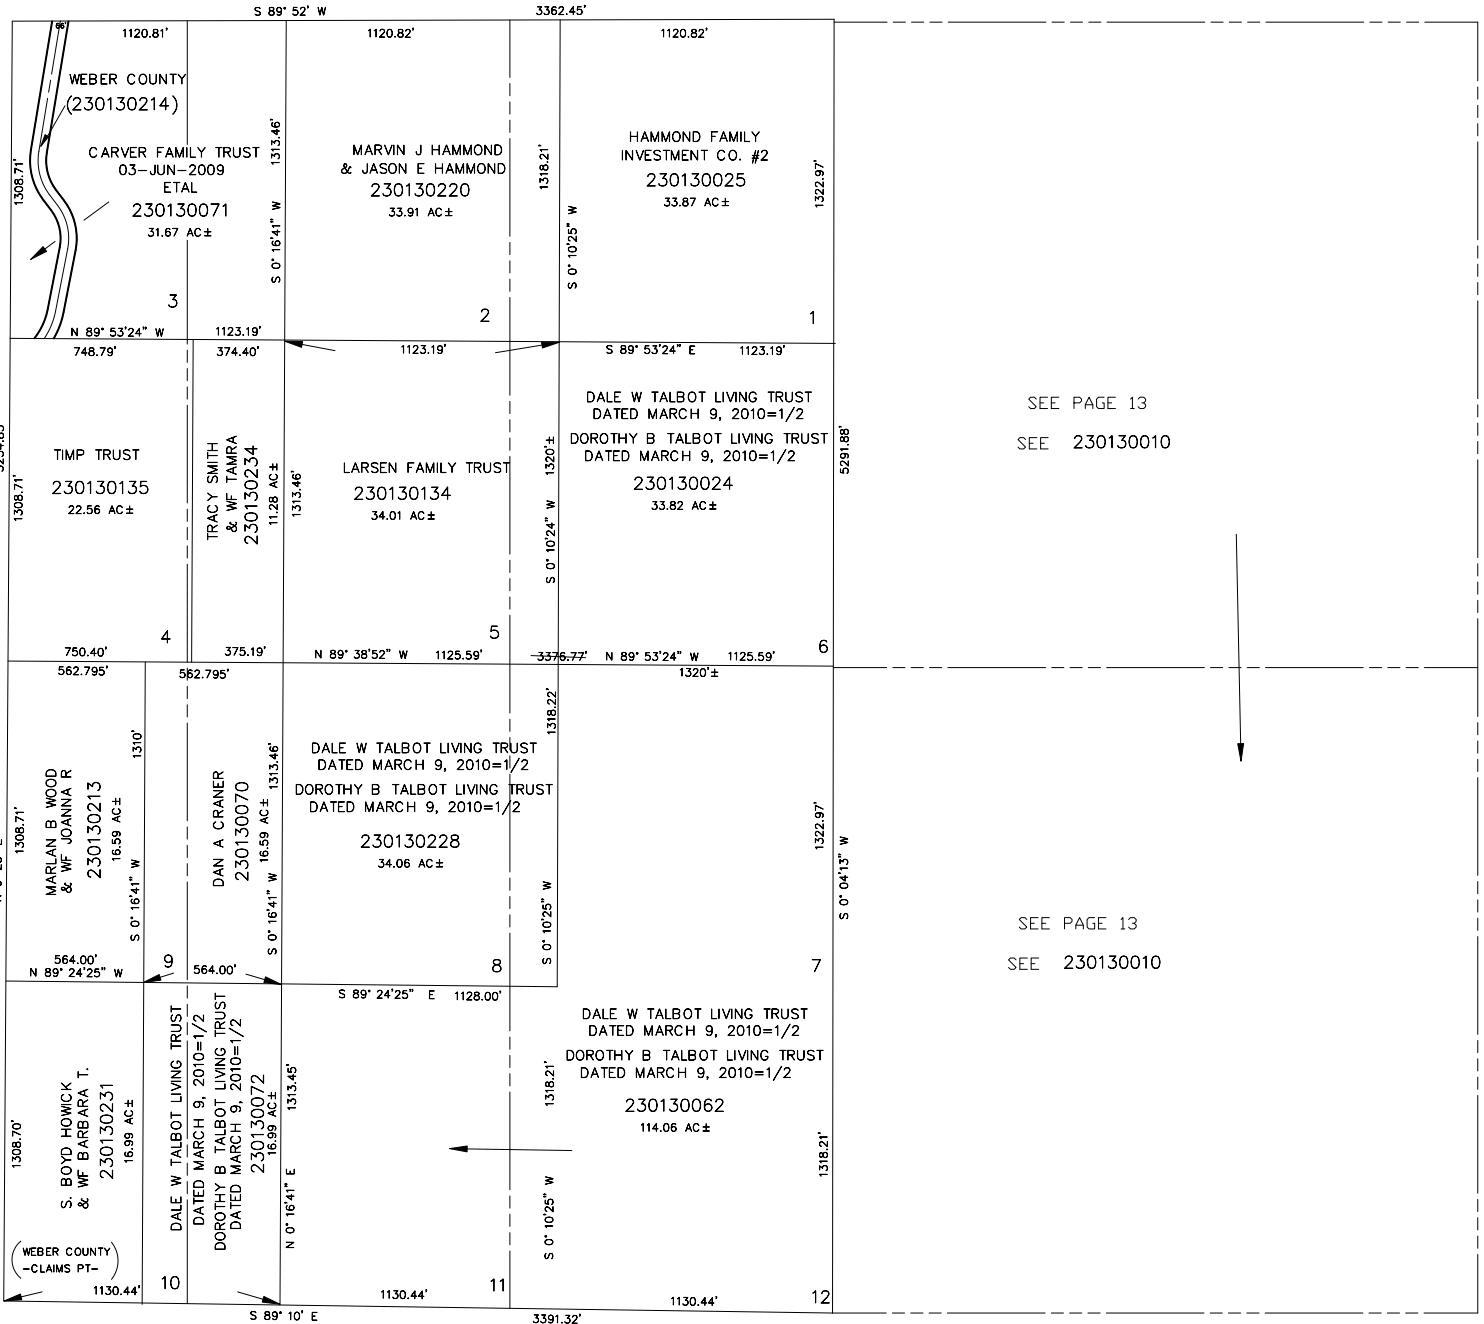 S 89° 52' W
3362.45'
66'
1120.81'
1120.82'
1120.82'
WEBER COUNTY
(230130214)
CARVER FAMILY TRUST
03-JUN-2009
ETAL
230130071
31.67 AC±
1308.71'
1313.46'
S 0° 16'41" W
3
N 89° 53'24" W
1123.19'
MARVIN J HAMMOND
& JASON E HAMMOND
230130220
33.91 AC±
1318.21'
S 0° 10'25" W
2
HAMMOND FAMILY
INVESTMENT CO. #2
230130025
33.87 AC±
1322.97'
1
748.79'
374.40'
1123.19'
S 89° 53'24" E
1123.19'
TIMP TRUST
230130135
22.56 AC±
1308.71'
4
750.40'
TRACY SMITH
& WF TAMRA
230130234
11.28 AC±
1313.46'
375.19'
LARSEN FAMILY TRUST
230130134
34.01 AC±
1320'±
S 0° 10'24" W
5
N 89° 38'52" W
1125.59'
DALE W TALBOT LIVING TRUST
DATED MARCH 9, 2010=1/2
DOROTHY B TALBOT LIVING TRUST
DATED MARCH 9, 2010=1/2
230130024
33.82 AC±
5291.88'
6
3376.77'
N 89° 53'24" W
1125.59'
SEE PAGE 13
SEE 230130010
562.795'
562.795'
1320'±
MARLAN B WOOD
& WF JOANNA R
230130213
16.59 AC±
1308.71'
1310'
S 0° 16'41" W
564.00'
N 89° 24'25" W
9
DAN A CRANER
230130070
16.59 AC±
1313.46'
S 0° 16'41" W
564.00'
DALE W TALBOT LIVING TRUST
DATED MARCH 9, 2010=1/2
DOROTHY B TALBOT LIVING TRUST
DATED MARCH 9, 2010=1/2
230130228
34.06 AC±
1318.22'
S 0° 10'25" W
8
S 89° 24'25" E
1128.00'
1322.97'
S 0° 04'13" W
7
SEE PAGE 13
SEE 230130010
S. BOYD HOWICK
& WF BARBARA T.
230130231
16.99 AC±
1308.70'
(WEBER COUNTY
-CLAIMS PT-)
1130.44'
DALE W TALBOT LIVING TRUST
DATED MARCH 9, 2010=1/2
DOROTHY B TALBOT LIVING TRUST
DATED MARCH 9, 2010=1/2
230130072
16.99 AC±
10
1313.45'
N 0° 16'41" E
1130.44'
11
DALE W TALBOT LIVING TRUST
DATED MARCH 9, 2010=1/2
DOROTHY B TALBOT LIVING TRUST
DATED MARCH 9, 2010=1/2
230130062
114.06 AC±
1318.21'
S 0° 10'25" W
1318.21'
1130.44'
12
S 89° 10' E
3391.32'